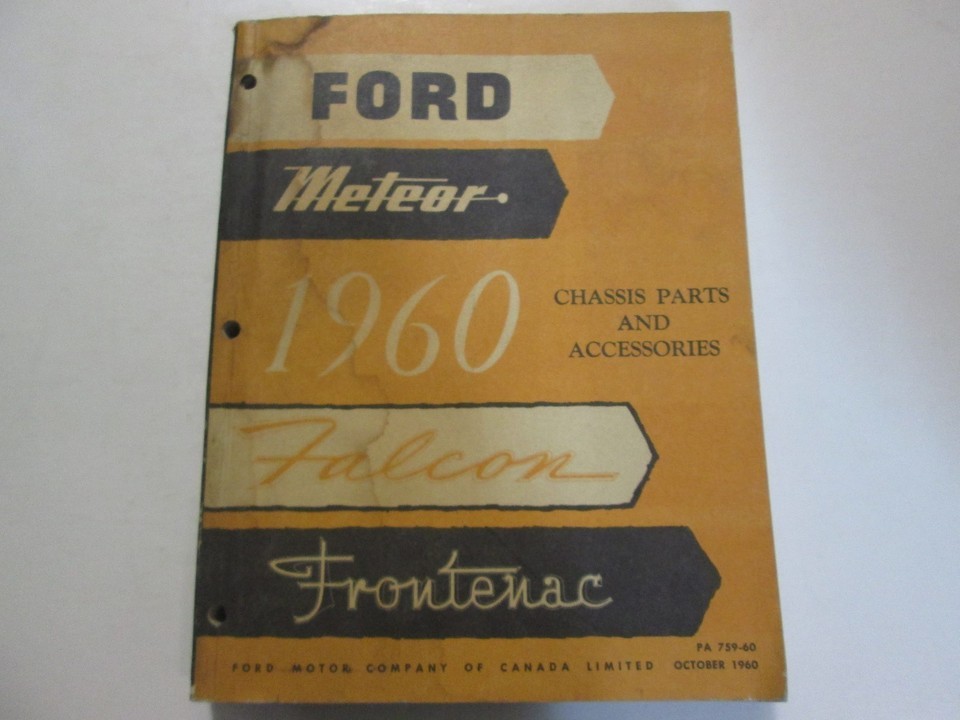 FORD
Meteor
1960
CHASSIS PARTS
AND
ACCESSORIES
Falcon
Frontenac
PA 759-60
FORD MOTOR COMPANY OF CANADA LIMITED OCTOBER 1960